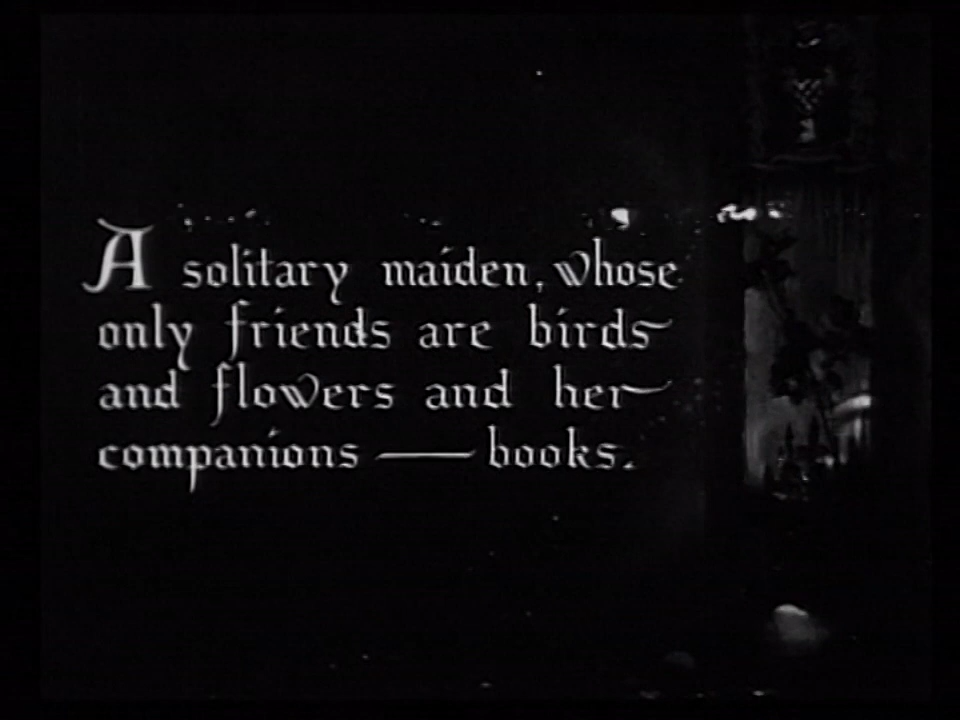 A solitary maiden, whose
only friends are birds
and flowers and her
companions — books.